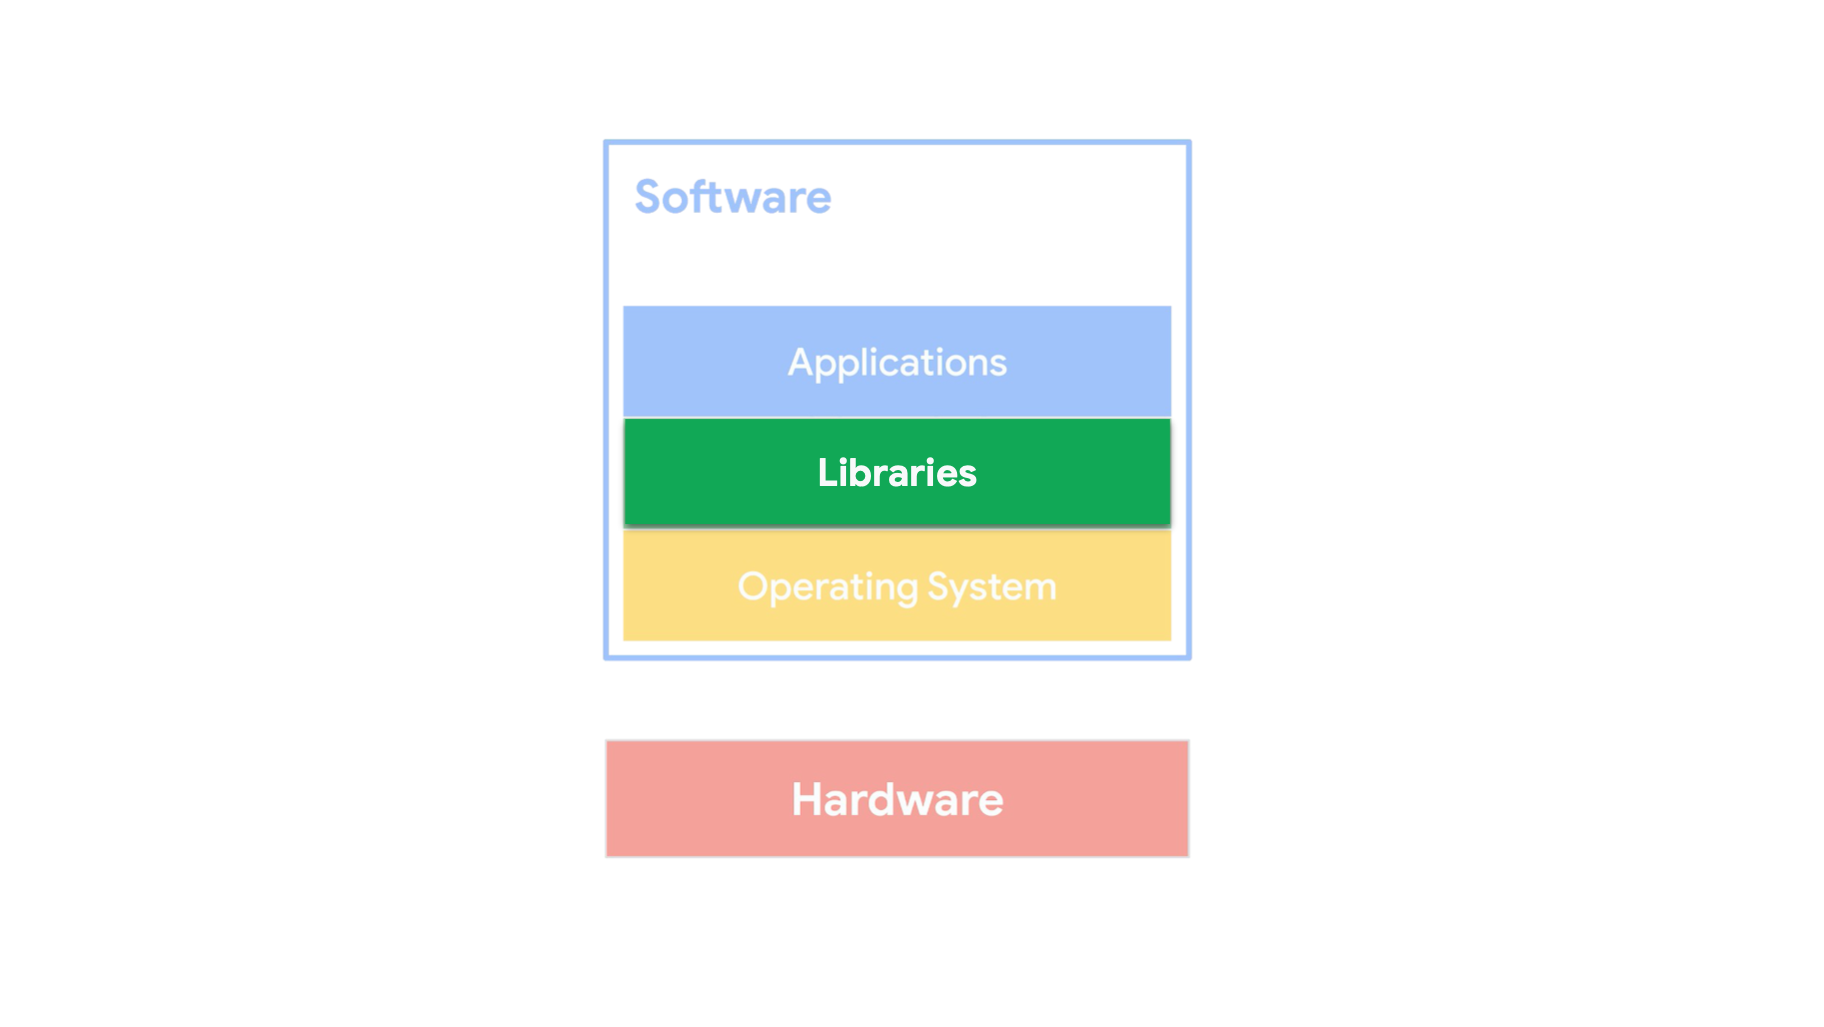 Software
Applications
Libraries
Operating System
Hardware